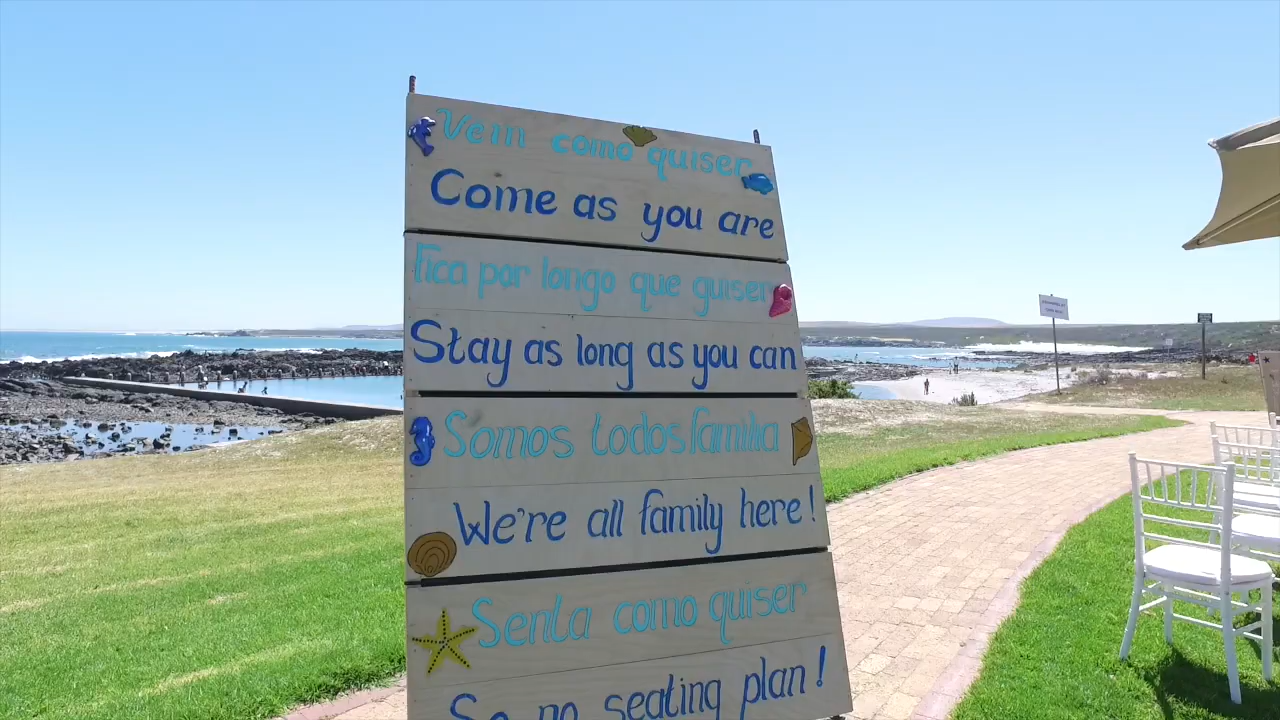 Vem como quiser
Come as you are
Fica por longo que quiser
Stay as long as you can
Somos todos familia
We're all family here!
Senta como quiser
So no seating plan!